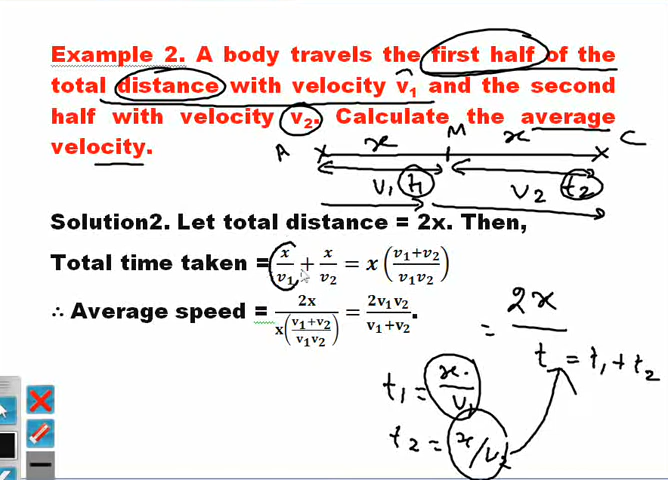 Example 2. A body travels the first half of the
total distance with velocity v₁ and the second
half with velocity v₂. Calculate the average
velocity.
A x M x C
v₁ t₁ v₂ t₂
Solution2. Let total distance = 2x. Then,
Total time taken = x/v₁ + x/v₂ = x((v₁+v₂)/(v₁v₂))
∴ Average speed = 2x/(x((v₁+v₂)/(v₁v₂))) = 2v₁v₂/(v₁+v₂).
= 2x/t = t₁ + t₂
t₁ = x/v₁
t₂ = x/v₂